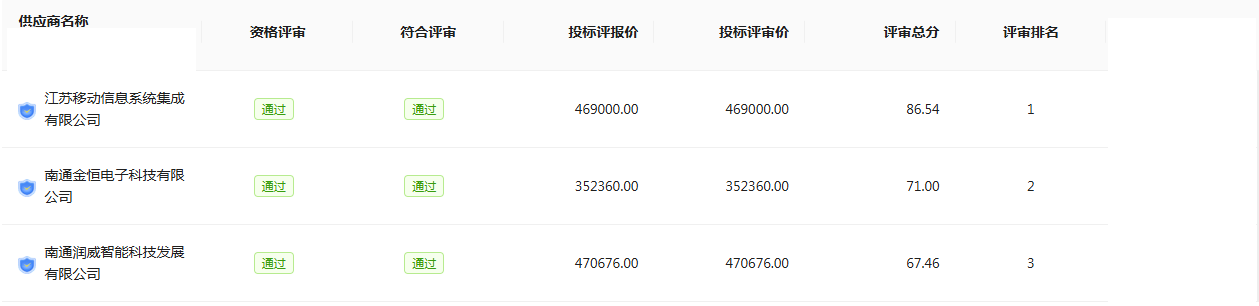 供应商名称 资格评审 符合评审 投标评报价 投标评审价 评审总分 评审排名
江苏移动信息系统集成
有限公司 通过 通过 469000.00 469000.00 86.54 1
南通金恒电子科技有限
公司 通过 通过 352360.00 352360.00 71.00 2
南通润威智能科技发展
有限公司 通过 通过 470676.00 470676.00 67.46 3